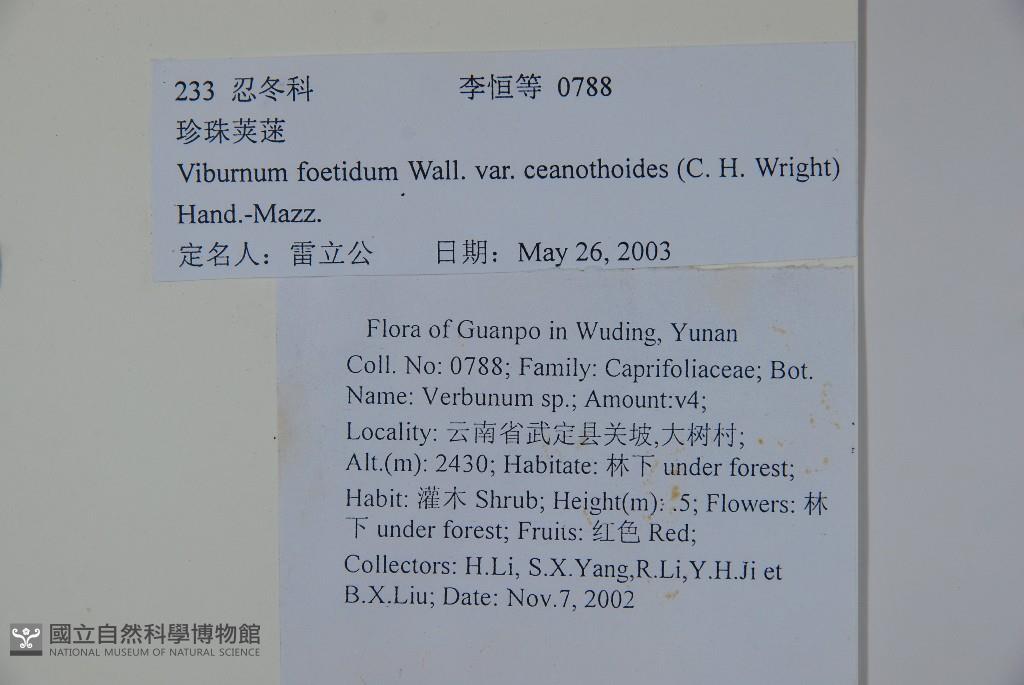 233 忍冬科 李恒等 0788
珍珠荚蒾
Viburnum foetidum Wall. var. ceanothoides (C. H. Wright)
Hand.-Mazz.
定名人：雷立公 日期：May 26, 2003
Flora of Guanpo in Wuding, Yunan
Coll. No: 0788; Family: Caprifoliaceae; Bot.
Name: Verbunum sp.; Amount:v4;
Locality: 云南省武定县关坡,大树村;
Alt.(m): 2430; Habitate: 林下 under forest;
Habit: 灌木 Shrub; Height(m): .5; Flowers: 林
下 under forest; Fruits: 红色 Red;
Collectors: H.Li, S.X.Yang,R.Li,Y.H.Ji et
B.X.Liu; Date: Nov.7, 2002
國立自然科學博物館
NATIONAL MUSEUM OF NATURAL SCIENCE